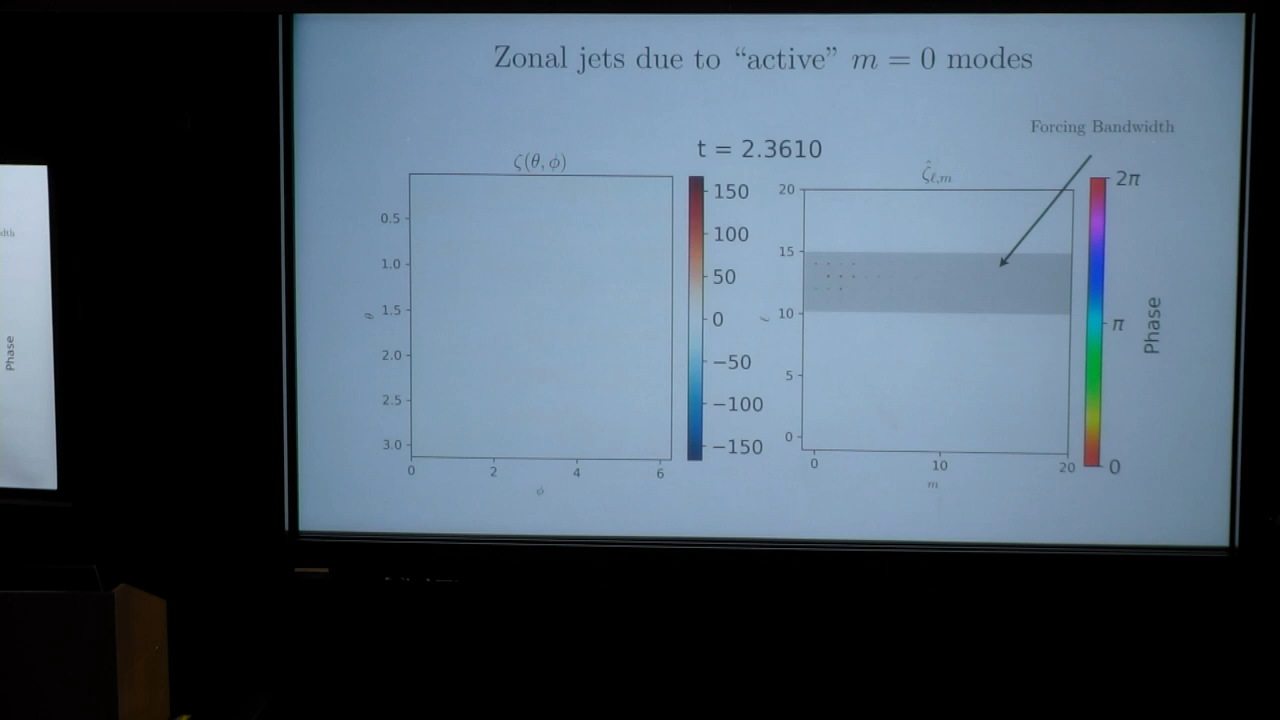 Zonal jets due to “active” m = 0 modes
Forcing Bandwidth
t = 2.3610
ζ(θ, ϕ)
ζ̂ℓ,m
0.5
1.0
1.5
2.0
2.5
3.0
θ
0 2 4 6
ϕ
150
100
50
0
−50
−100
−150
20
15
10
5
0
ℓ
0 10 20
m
2π
π
0
Phase
dth
Phase